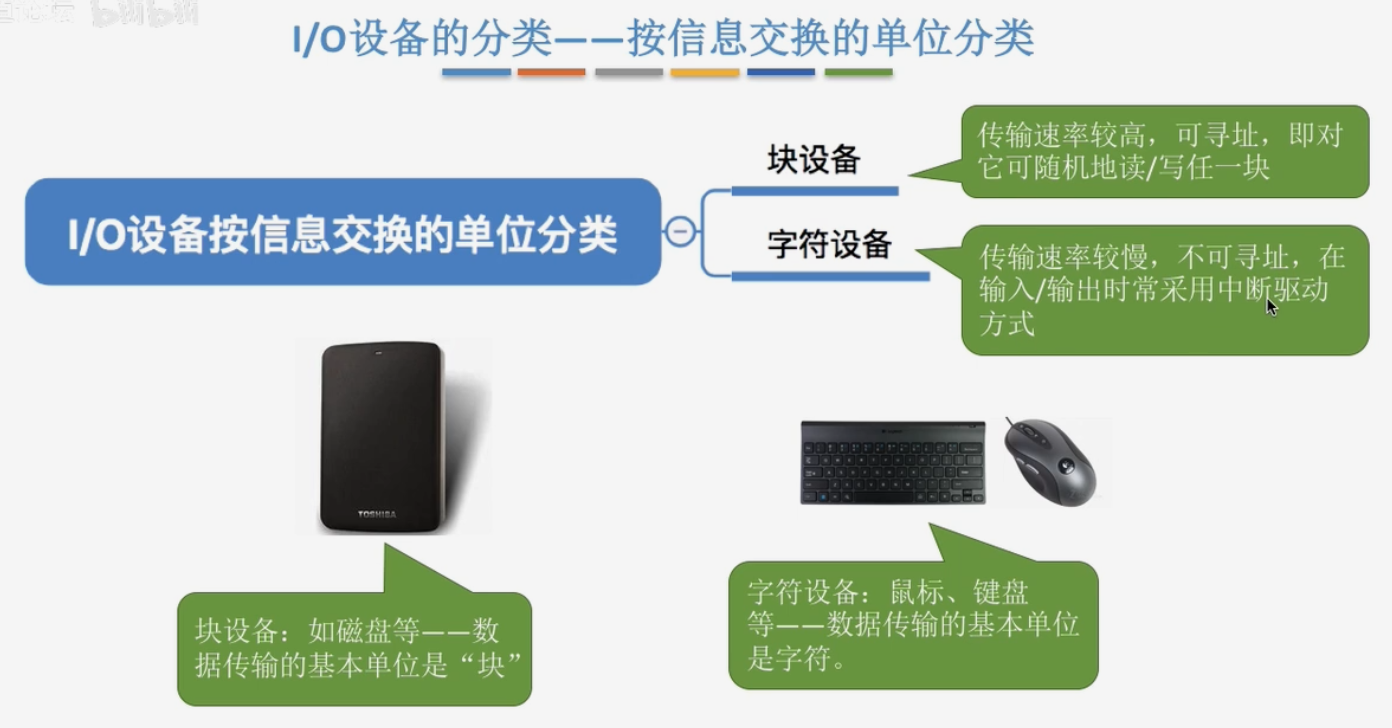 I/O设备的分类——按信息交换的单位分类
I/O设备按信息交换的单位分类
块设备
传输速率较高，可寻址，即对
它可随机地读/写任一块
字符设备
传输速率较慢，不可寻址，在
输入/输出时常采用中断驱动
方式
TOSHIBA
块设备：如磁盘等——数
据传输的基本单位是“块”
字符设备：鼠标、键盘
等——数据传输的基本单位
是字符。
bilibili